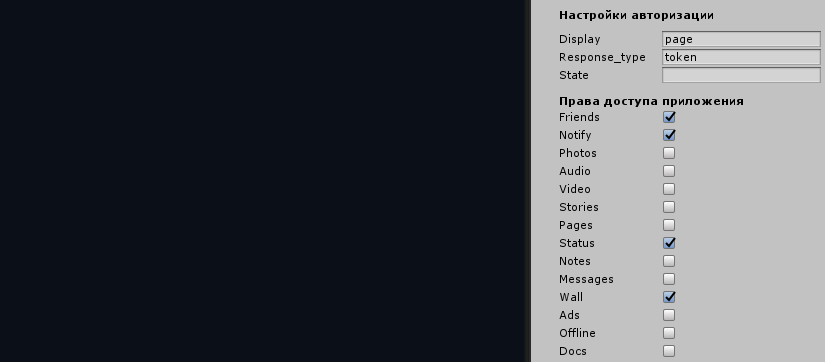 Настройки авторизации
Display page
Response_type token
State
Права доступа приложения
Friends
Notify
Photos
Audio
Video
Stories
Pages
Status
Notes
Messages
Wall
Ads
Offline
Docs